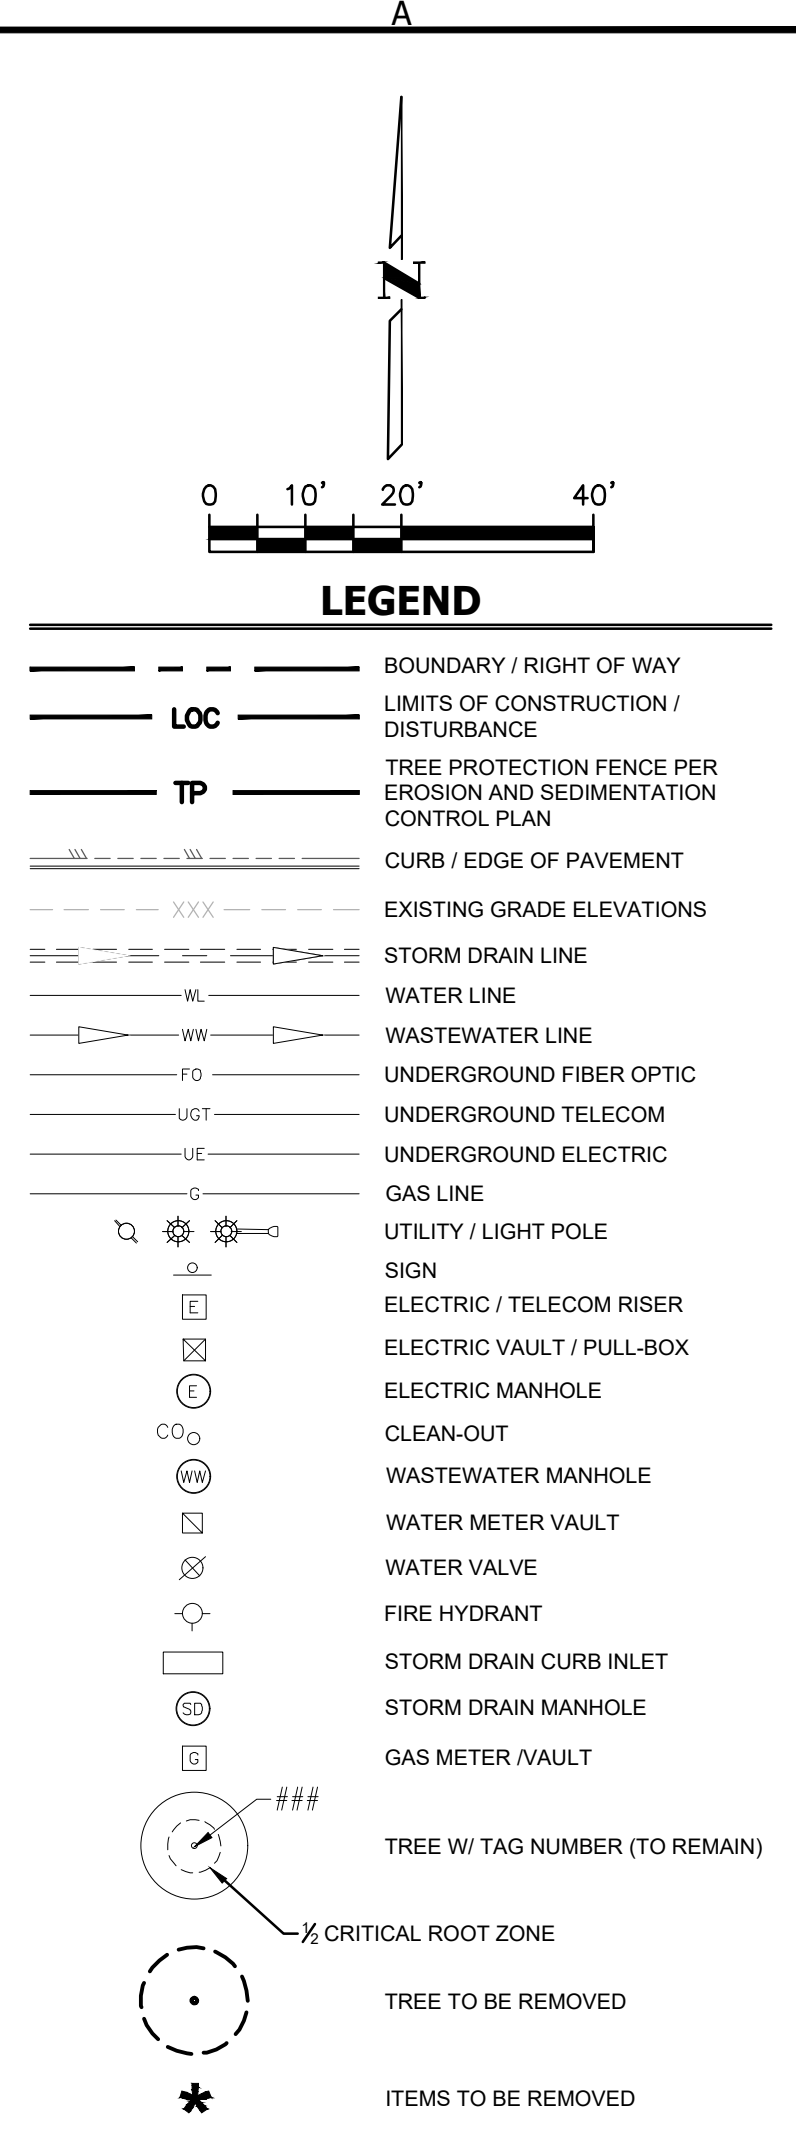 A
N
0 10' 20' 40'
LEGEND
BOUNDARY / RIGHT OF WAY
LOC
LIMITS OF CONSTRUCTION /
DISTURBANCE
TP
TREE PROTECTION FENCE PER
EROSION AND SEDIMENTATION
CONTROL PLAN
CURB / EDGE OF PAVEMENT
XXX EXISTING GRADE ELEVATIONS
STORM DRAIN LINE
WL WATER LINE
WW WASTEWATER LINE
FO UNDERGROUND FIBER OPTIC
UGT UNDERGROUND TELECOM
UE UNDERGROUND ELECTRIC
G GAS LINE
UTILITY / LIGHT POLE
SIGN
E ELECTRIC / TELECOM RISER
ELECTRIC VAULT / PULL-BOX
E ELECTRIC MANHOLE
CO CLEAN-OUT
WW WASTEWATER MANHOLE
WATER METER VAULT
WATER VALVE
FIRE HYDRANT
STORM DRAIN CURB INLET
SD STORM DRAIN MANHOLE
G GAS METER /VAULT
###
TREE W/ TAG NUMBER (TO REMAIN)
½ CRITICAL ROOT ZONE
TREE TO BE REMOVED
* ITEMS TO BE REMOVED